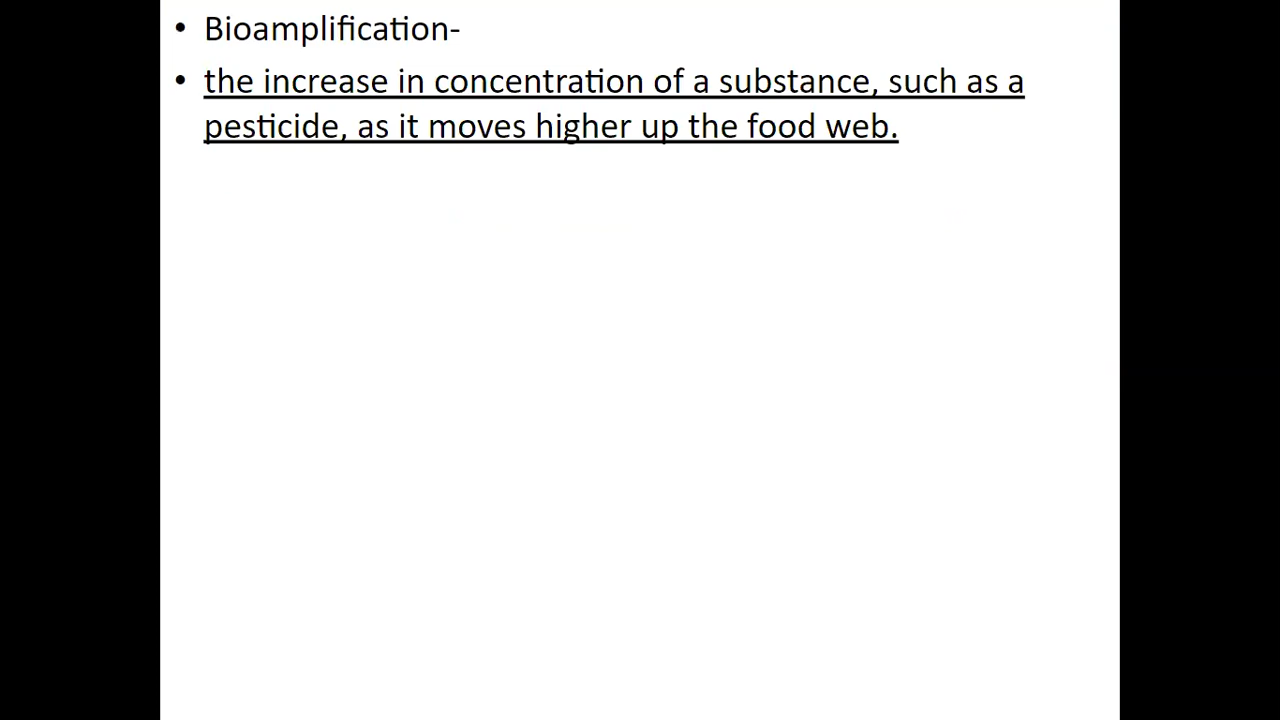 • Bioamplification-
• the increase in concentration of a substance, such as a
pesticide, as it moves higher up the food web.